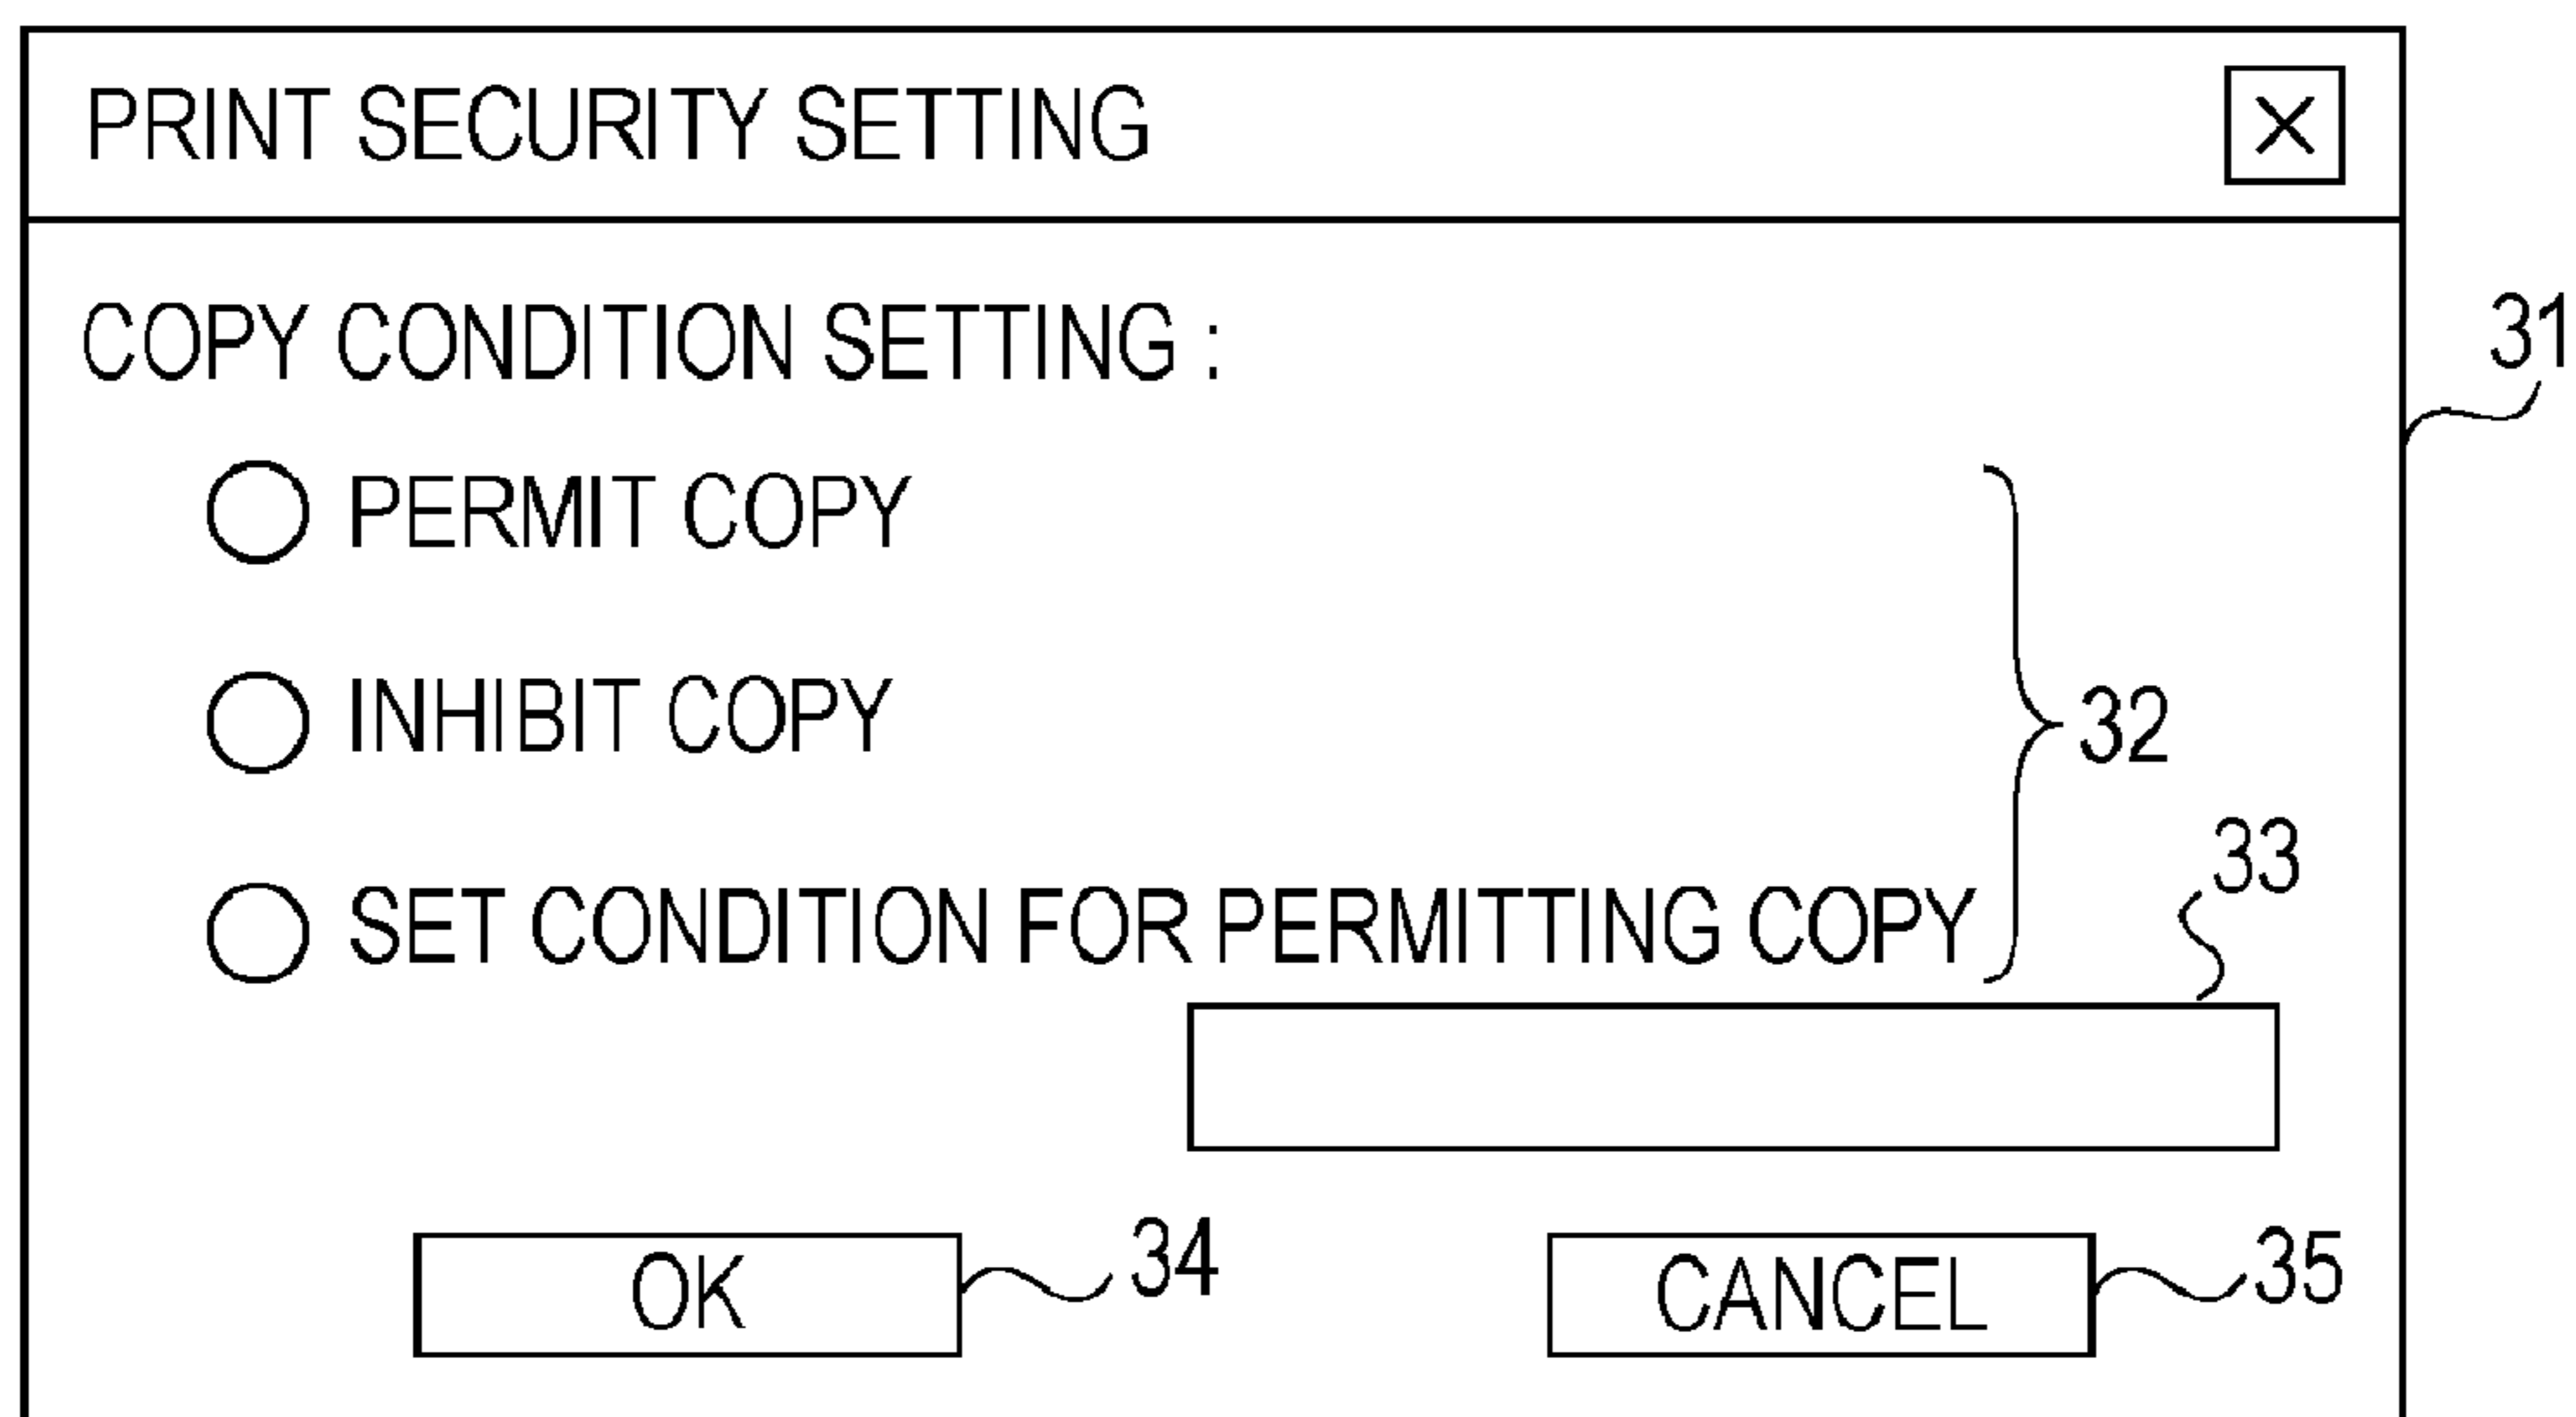 PRINT SECURITY SETTING X
COPY CONDITION SETTING :
31
PERMIT COPY
INHIBIT COPY
32
33
SET CONDITION FOR PERMITTING COPY
OK 34 CANCEL 35